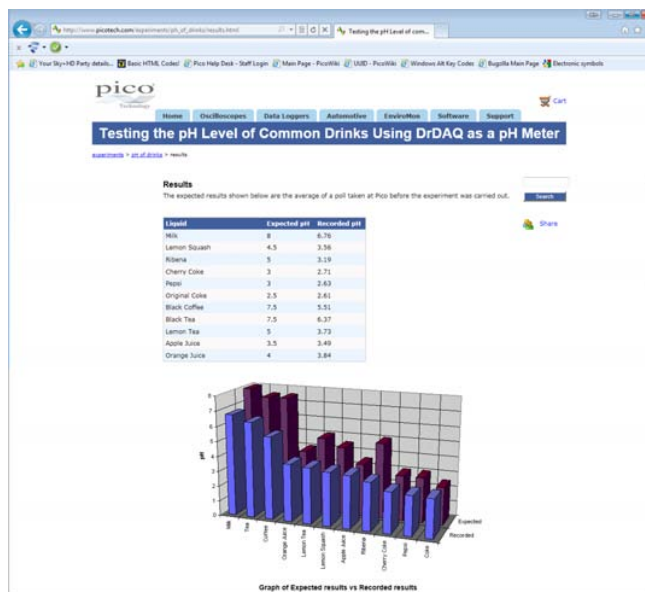 http://www.picotech.com/experiments/ph_of_drinks/results.html
Testing the pH Level of com...
Your Sky+HD Party details...
Basic HTML Codes!
Pico Help Desk - Staff Login
Main Page - PicoWiki
UUID - PicoWiki
Windows Alt Key Codes
Bugzilla Main Page
Electronic symbols
pico
Technology
Cart
Home Oscilloscopes Data Loggers Automotive EnviroMon Software Support
Testing the pH Level of Common Drinks Using DrDAQ as a pH Meter
experiments > pH of drinks > results
Results
The expected results shown below are the average of a poll taken at Pico before the experiment was carried out.
Search
Share
Liquid Expected pH Recorded pH
Milk 8 6.76
Lemon Squash 4.5 3.56
Ribena 5 3.19
Cherry Coke 3 2.71
Pepsi 3 2.63
Original Coke 2.5 2.61
Black Coffee 7.5 5.51
Black Tea 7.5 6.37
Lemon Tea 5 3.73
Apple Juice 3.5 3.49
Orange Juice 4 3.84
8
7
6
5
4
3
2
1
0
pH
Milk
Tea
Coffee
Orange Juice
Lemon Tea
Lemon Squash
Apple Juice
Ribena
Cherry Coke
Pepsi
Coke
Expected
Recorded
Graph of Expected results vs Recorded results